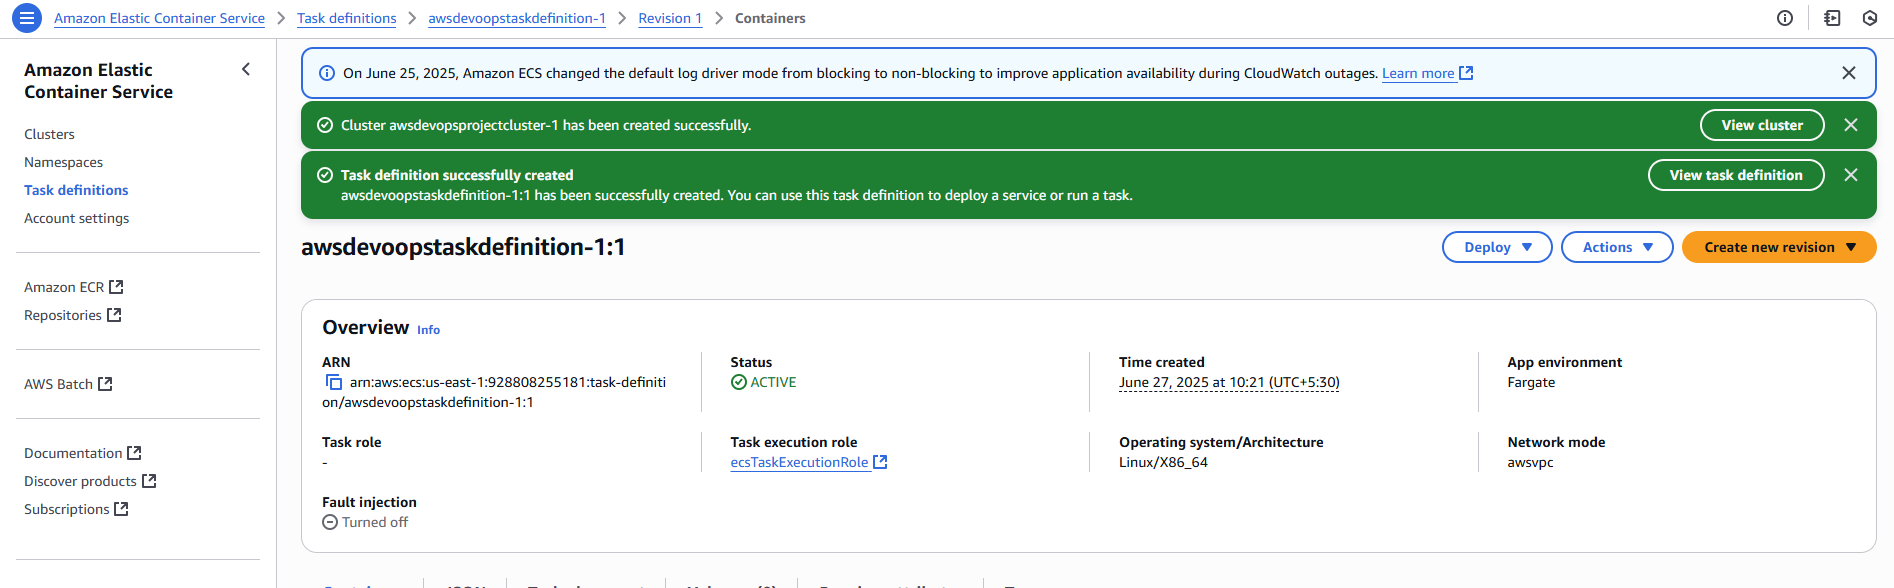 Amazon Elastic Container Service > Task definitions > awsdevoopstaskdefinition-1 > Revision 1 > Containers
Amazon Elastic
Container Service
Clusters
Namespaces
Task definitions
Account settings
Amazon ECR
Repositories
AWS Batch
Documentation
Discover products
Subscriptions
On June 25, 2025, Amazon ECS changed the default log driver mode from blocking to non-blocking to improve application availability during CloudWatch outages. Learn more
Cluster awsdevopsprojectcluster-1 has been created successfully.
View cluster
Task definition successfully created
awsdevoopstaskdefinition-1:1 has been successfully created. You can use this task definition to deploy a service or run a task.
View task definition
awsdevoopstaskdefinition-1:1
Deploy
Actions
Create new revision
Overview Info
ARN
arn:aws:ecs:us-east-1:928808255181:task-definiti
on/awsdevoopstaskdefinition-1:1
Status
ACTIVE
Time created
June 27, 2025 at 10:21 (UTC+5:30)
App environment
Fargate
Task role
-
Task execution role
ecsTaskExecutionRole
Operating system/Architecture
Linux/X86_64
Network mode
awsvpc
Fault injection
Turned off